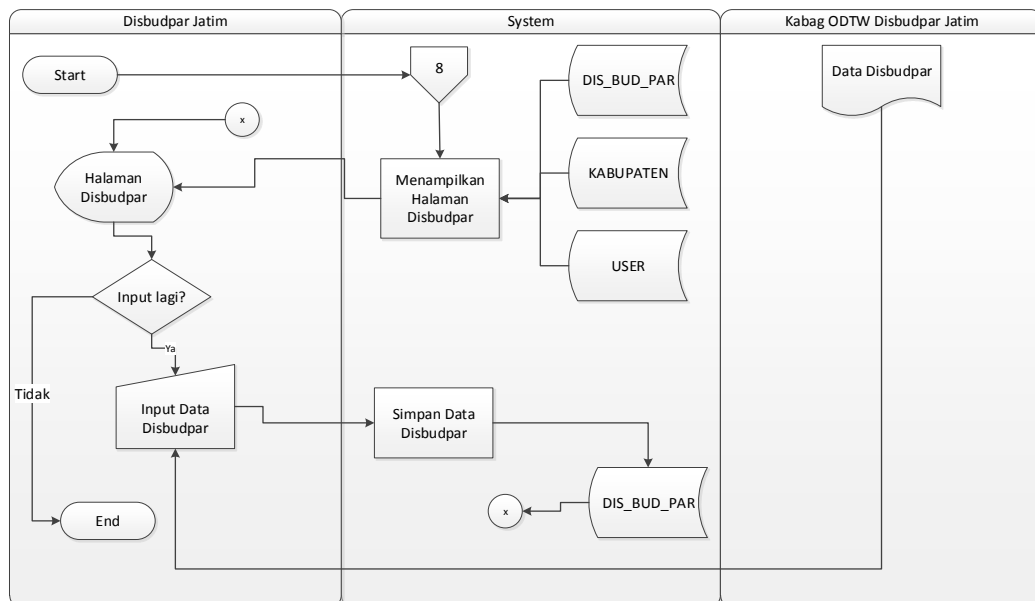 Disbudpar Jatim
System
Kabag ODTW Disbudpar Jatim
Start
8
DIS_BUD_PAR
Data Disbudpar
x
Halaman
Disbudpar
Menampilkan
Halaman
Disbudpar
KABUPATEN
USER
Input lagi?
Ya
Tidak
Input Data
Disbudpar
Simpan Data
Disbudpar
DIS_BUD_PAR
x
End